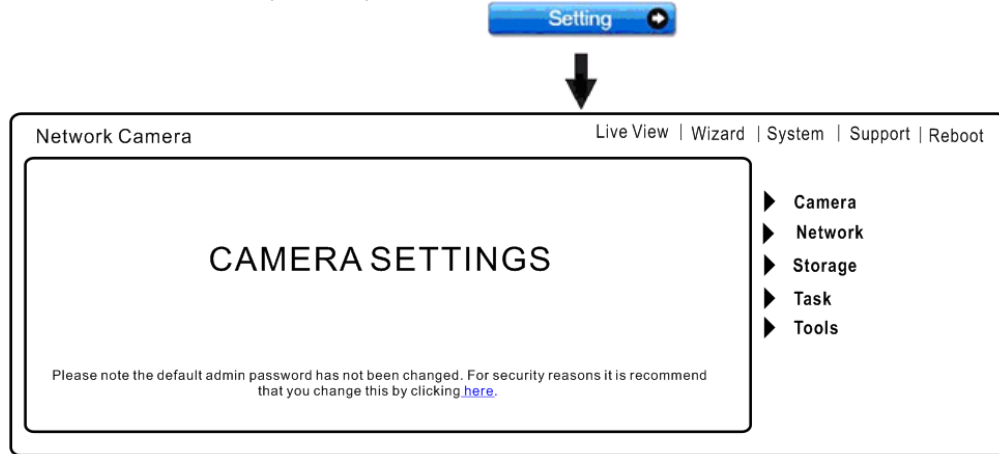 Setting
Network Camera
Live View | Wizard | System | Support | Reboot
CAMERA SETTINGS
Please note the default admin password has not been changed. For security reasons it is recommend
that you change this by clicking here.
Camera
Network
Storage
Task
Tools